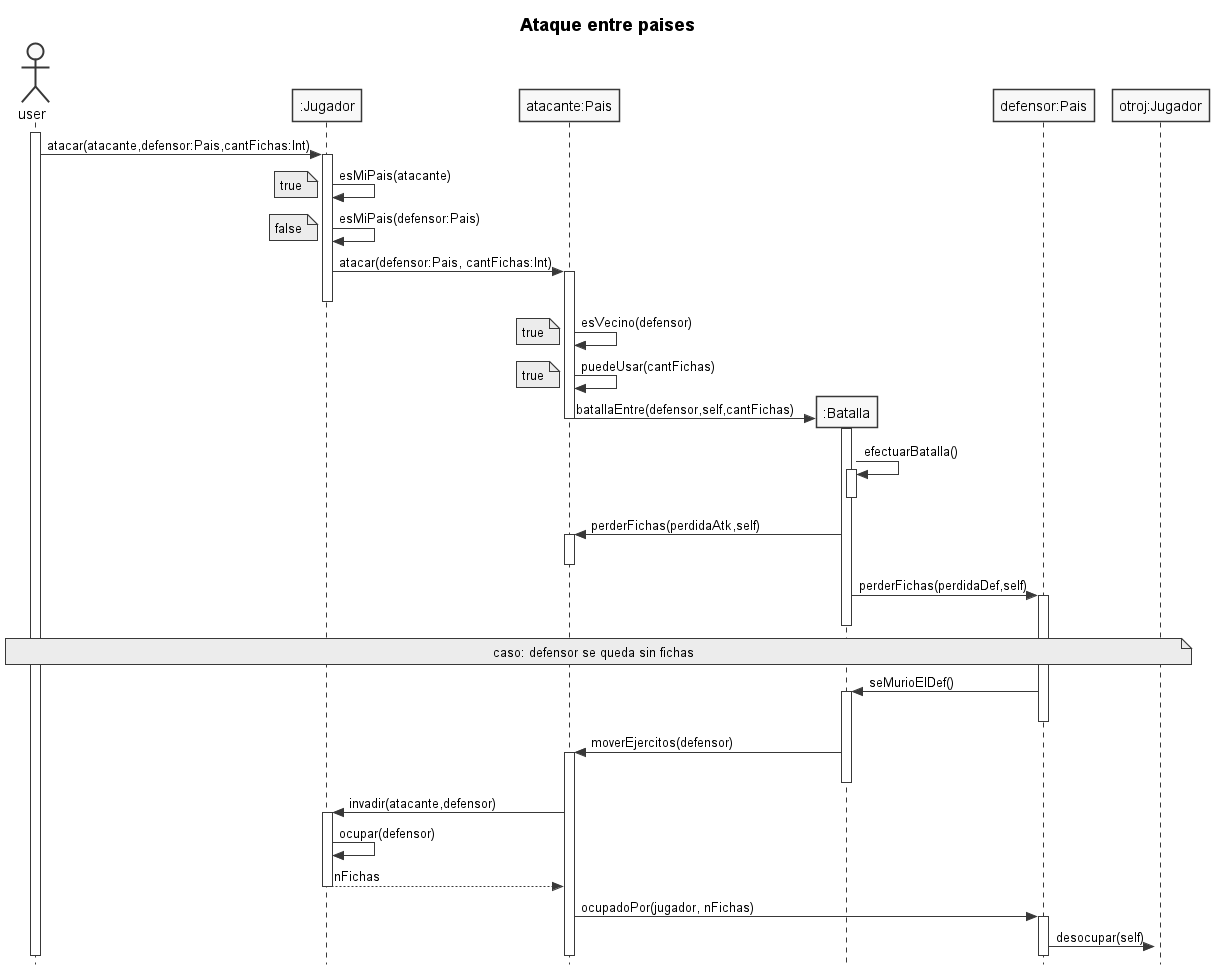 Ataque entre paises
user
:Jugador
atacante:Pais
defensor:Pais
otroj:Jugador
atacar(atacante,defensor:Pais,cantFichas:Int)
true
esMiPais(atacante)
false
esMiPais(defensor:Pais)
atacar(defensor:Pais, cantFichas:Int)
true
esVecino(defensor)
true
puedeUsar(cantFichas)
batallaEntre(defensor,self,cantFichas)
:Batalla
efectuarBatalla()
perderFichas(perdidaAtk,self)
perderFichas(perdidaDef,self)
caso: defensor se queda sin fichas
seMurioElDef()
moverEjercitos(defensor)
invadir(atacante,defensor)
ocupar(defensor)
nFichas
ocupadoPor(jugador, nFichas)
desocupar(self)